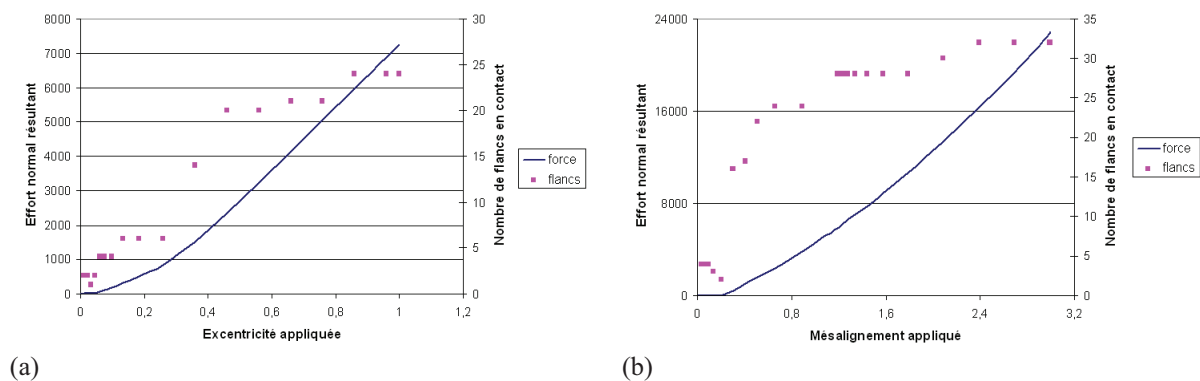 8000
7000
6000
5000
4000
3000
2000
1000
0
Effort normal résultant
30
25
20
15
10
5
0
Nombre de flancs en contact
0 0,2 0,4 0,6 0,8 1 1,2
Excentricité appliquée
force
flancs
(a)
24000
16000
8000
0
Effort normal résultant
35
30
25
20
15
10
5
0
Nombre de flancs en contact
0 0,8 1,6 2,4 3,2
Mésalignement appliqué
force
flancs
(b)